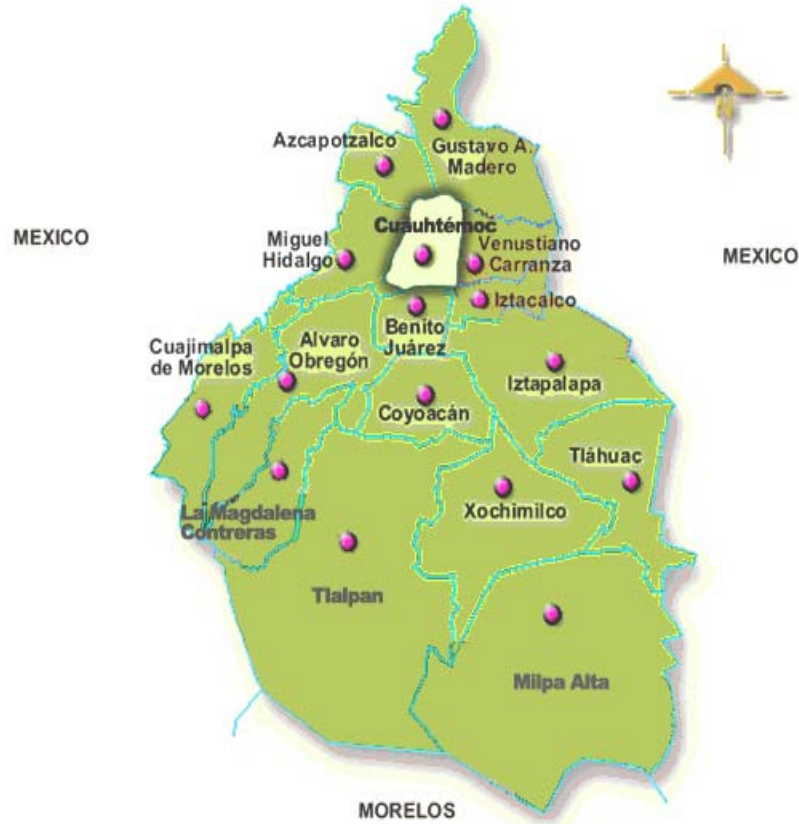 Azcapotzalco
Gustavo A.
Madero
MEXICO
Cuauhtémoc
Miguel
Hidalgo
Venustiano
Carranza
MEXICO
Iztacalco
Benito
Juárez
Cuajimalpa
de Morelos
Alvaro
Obregón
Iztapalapa
Coyoacán
Tláhuac
La Magdalena
Contreras
Xochimilco
Tlalpan
Milpa Alta
MORELOS